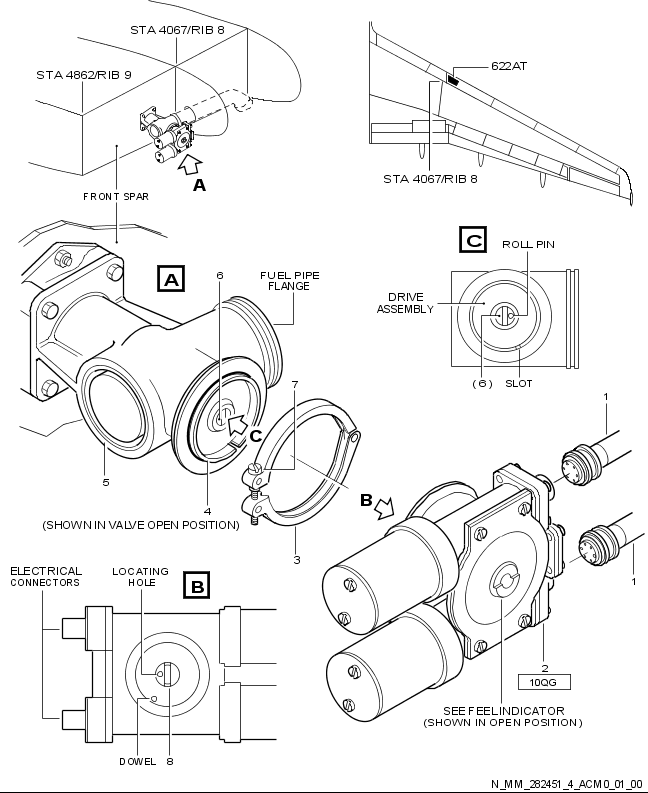 STA 4067/RIB 8
STA 4862/RIB 9
A
FRONT SPAR
622AT
STA 4067/RIB 8
A
6
FUEL PIPE
FLANGE
7
C
5
4
(SHOWN IN VALVE OPEN POSITION)
3
C
ROLL PIN
DRIVE
ASSEMBLY
(6)
SLOT
1
B
1
2
10QG
SEE FEEL INDICATOR
(SHOWN IN OPEN POSITION)
ELECTRICAL
CONNECTORS
LOCATING
HOLE
B
DOWEL
8
N_MM_282451_4_ACM0_01_00